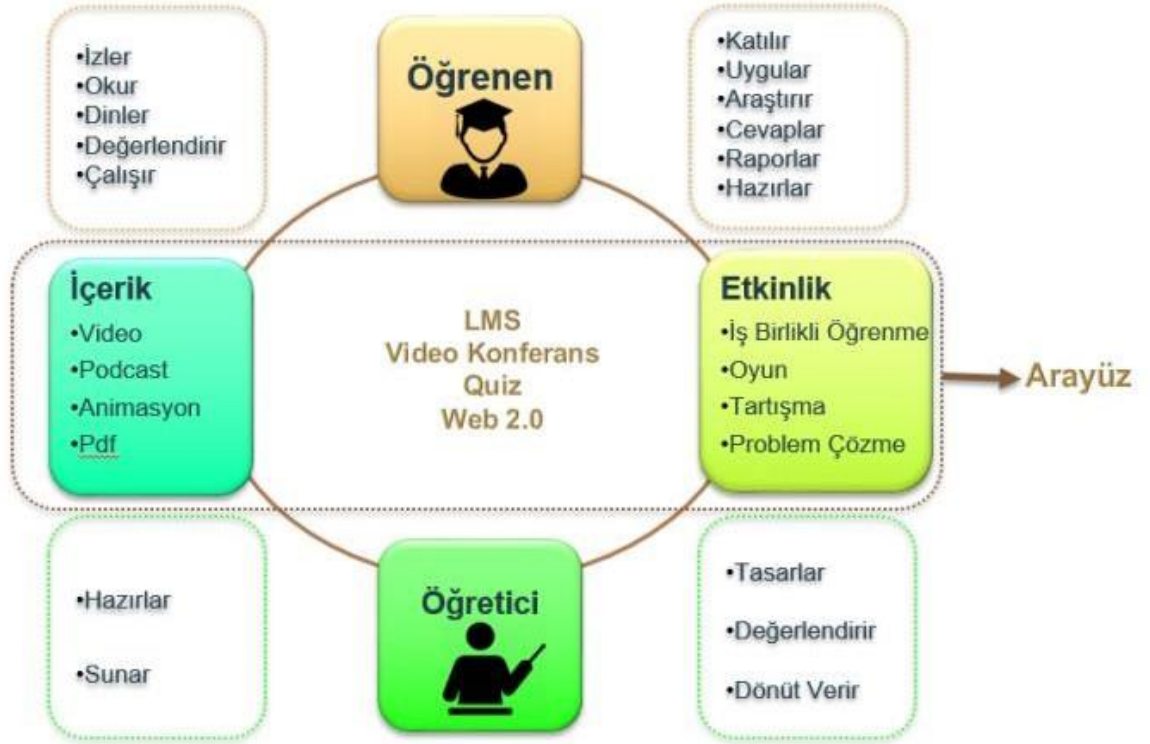 •İzler
•Okur
•Dinler
•Değerlendirir
•Çalışır
Öğrenen
•Katılır
•Uygular
•Araştırır
•Cevaplar
•Raporlar
•Hazırlar
İçerik
•Video
•Podcast
•Animasyon
•Pdf
LMS
Video Konferans
Quiz
Web 2.0
Etkinlik
•İş Birlikli Öğrenme
•Oyun
•Tartışma
•Problem Çözme
Arayüz
•Hazırlar
•Sunar
Öğretici
•Tasarlar
•Değerlendirir
•Dönüt Verir